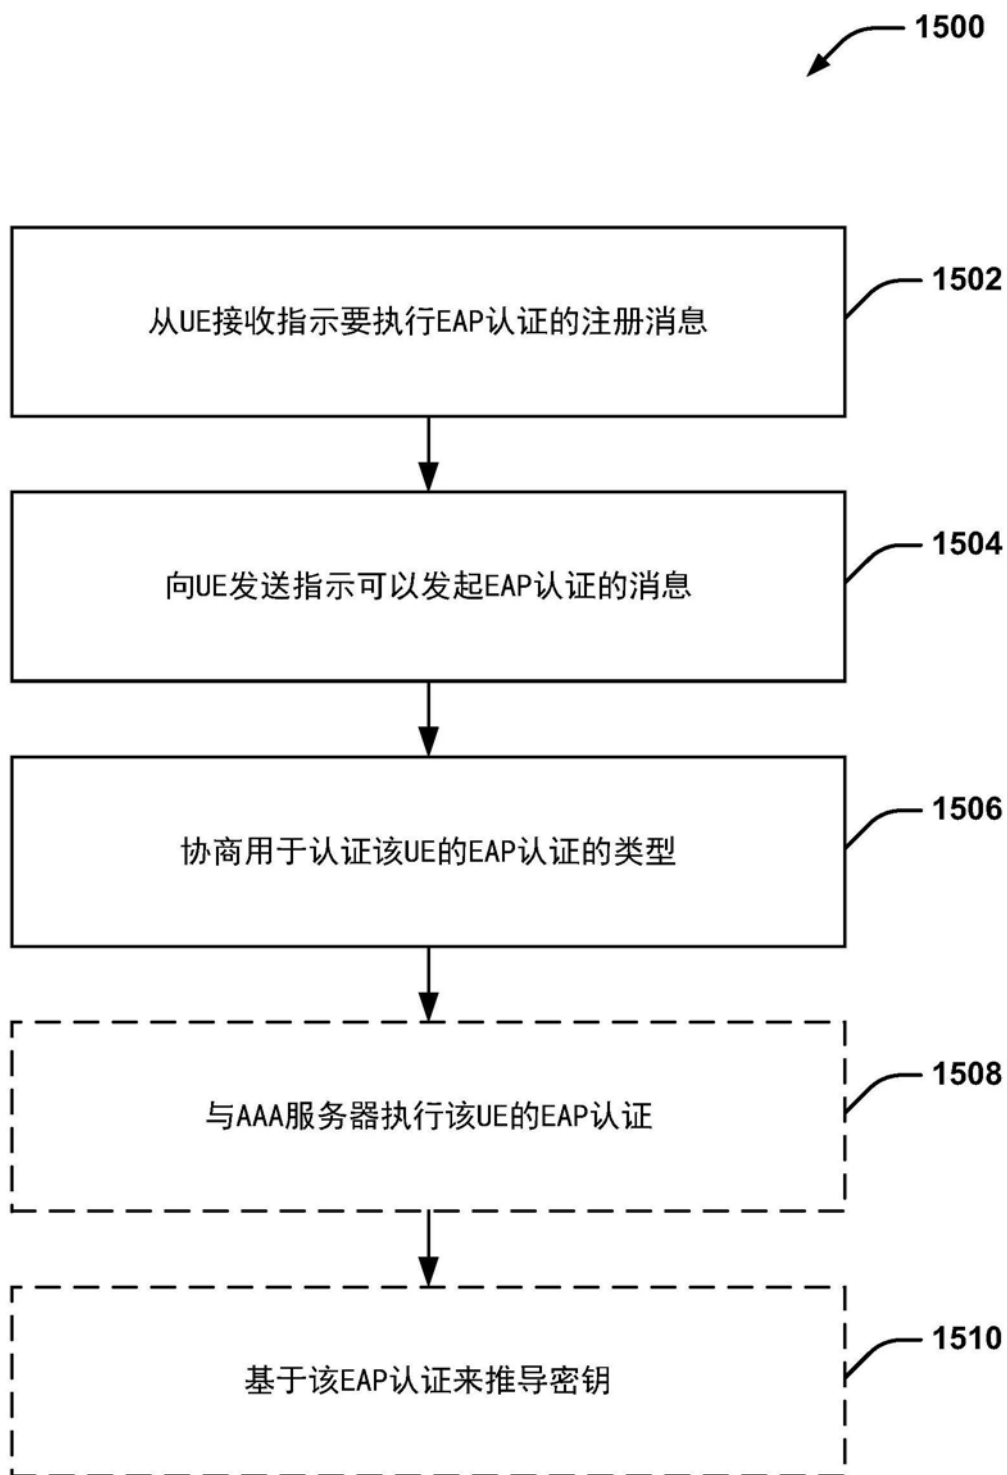 1500
从UE接收指示要执行EAP认证的注册消息
1502
向UE发送指示可以发起EAP认证的消息
1504
协商用于认证该UE的EAP认证的类型
1506
与AAA服务器执行该UE的EAP认证
1508
基于该EAP认证来推导密钥
1510